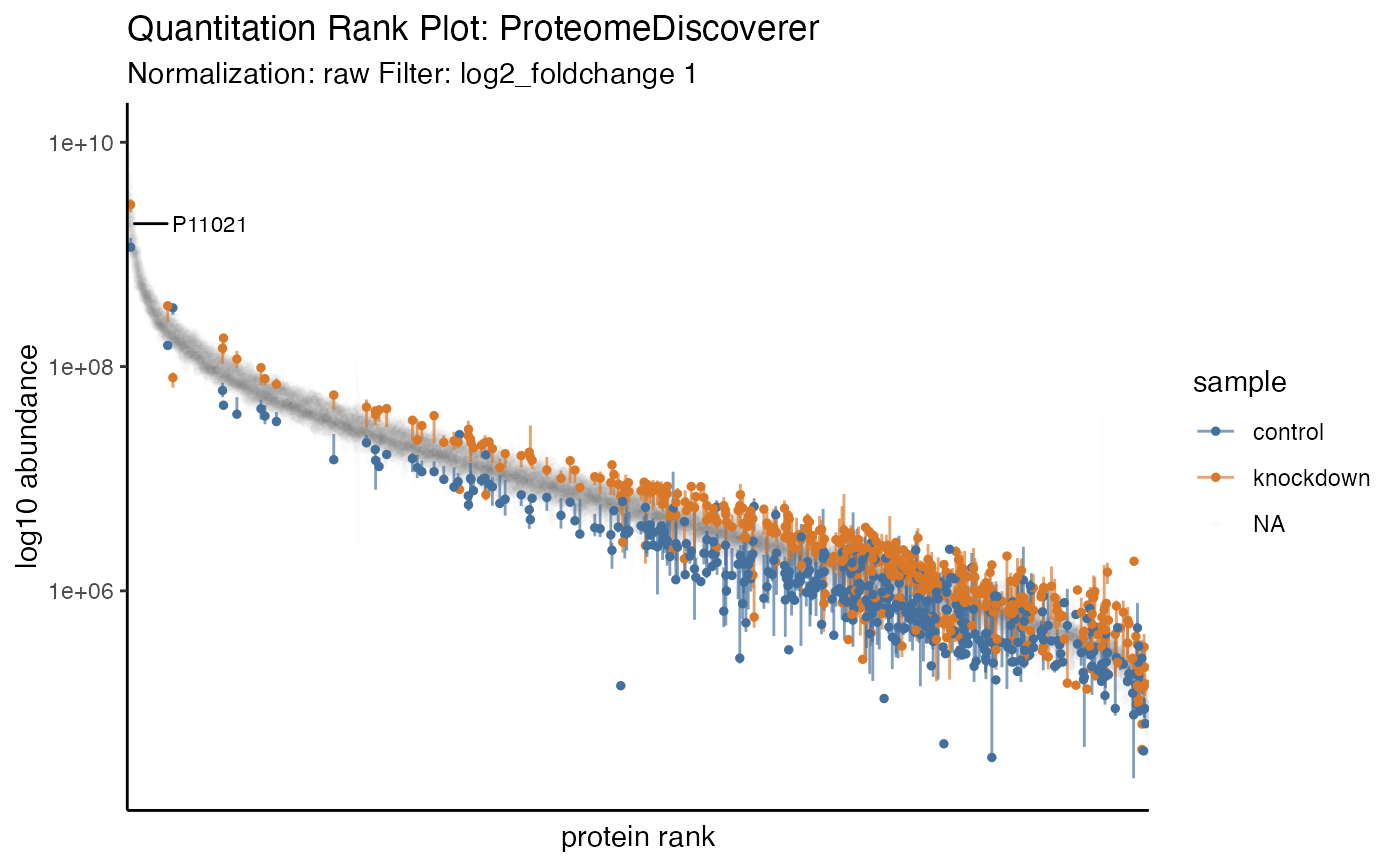 Quantitation Rank Plot: ProteomeDiscoverer
Normalization: raw Filter: log2_foldchange 1
1e+10
P11021
1e+08
1e+06
log10 abundance
protein rank
sample
control
knockdown
NA